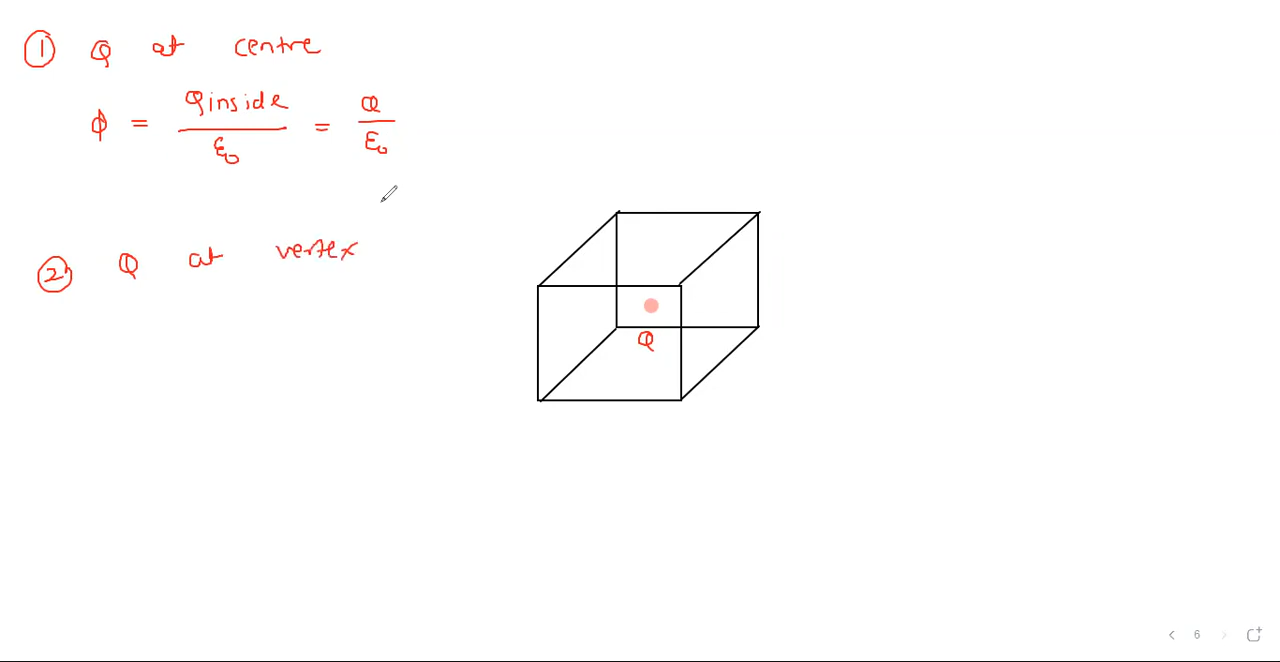 ① Q at centre
ϕ = qinside / ε₀ = Q / ε₀
② Q at vertex
Q
6